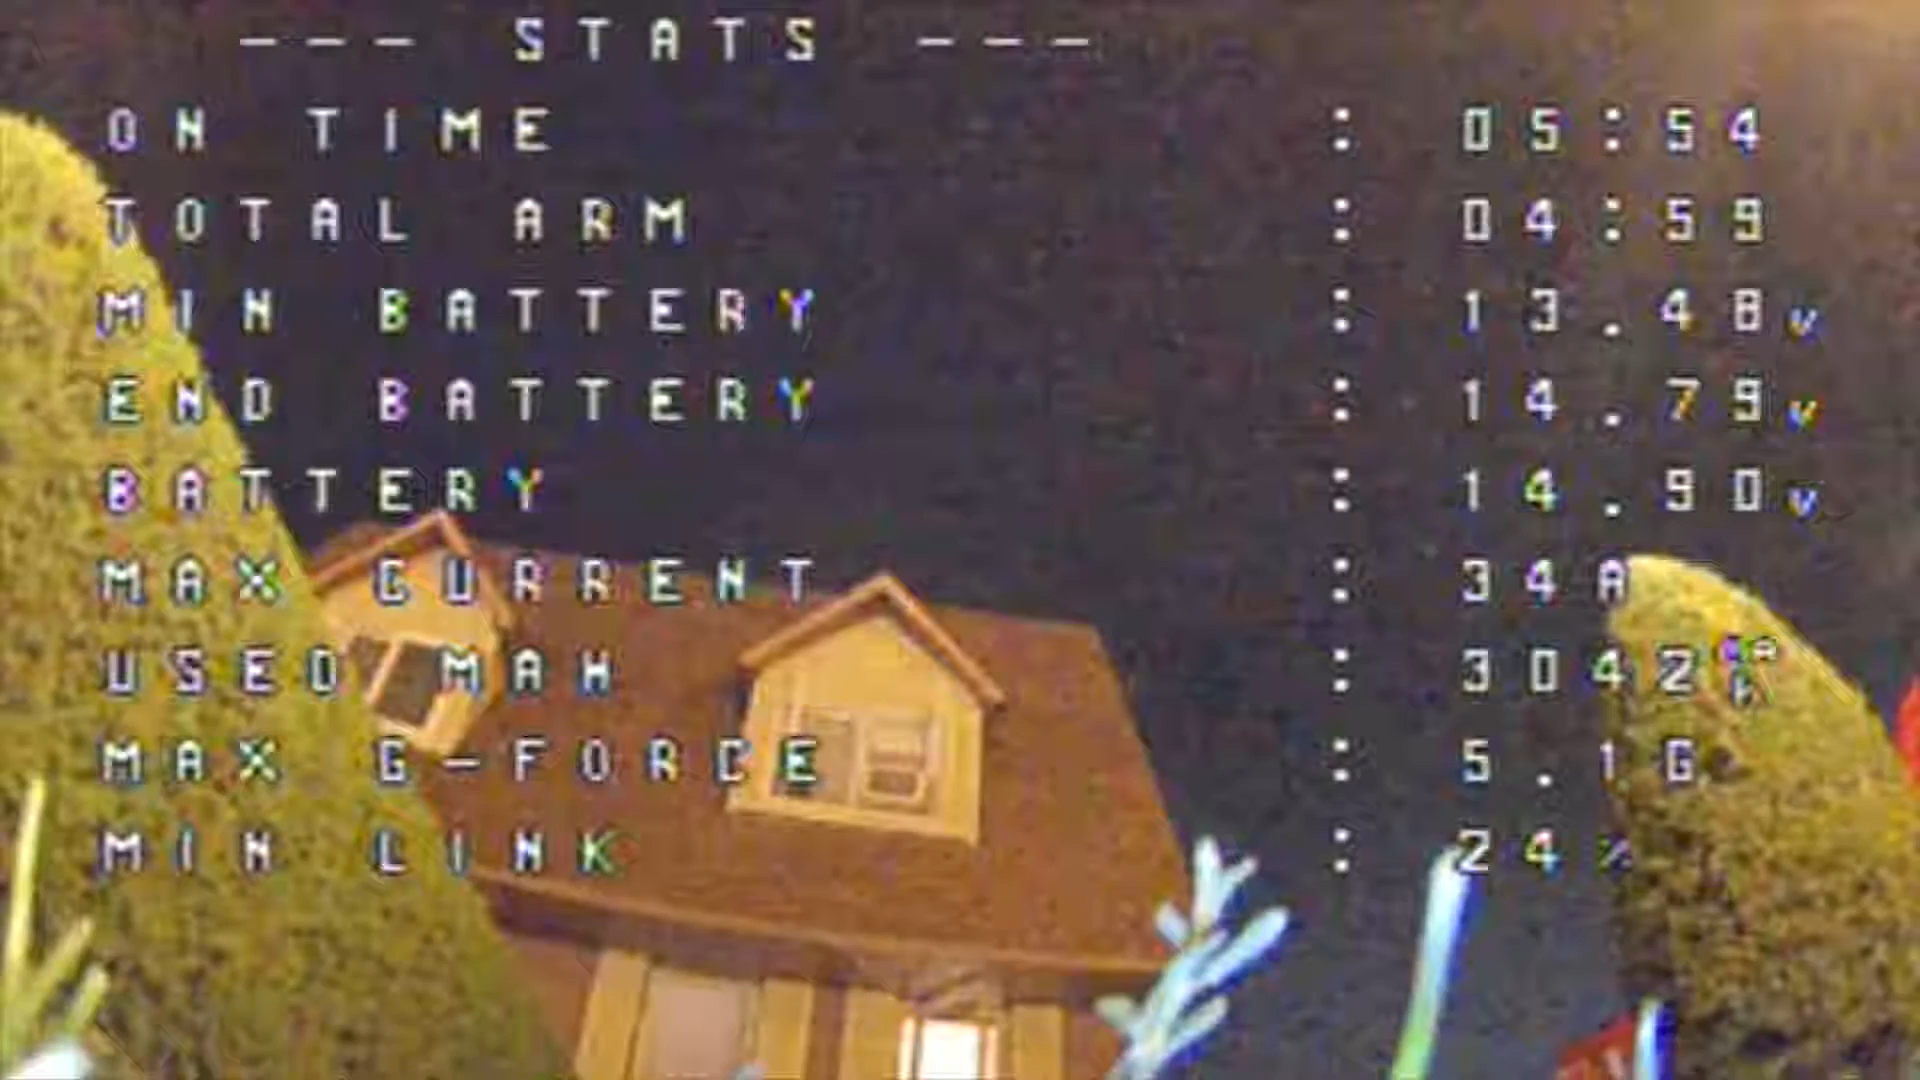 --- STATS ---
ON TIME : 05:54
TOTAL ARM : 04:59
MIN BATTERY : 13.48V
END BATTERY : 14.79V
BATTERY : 14.90V
MAX CURRENT : 34A
USED MAH : 3042MAH
MAX G-FORCE : 5.1G
MIN LINK : 24%